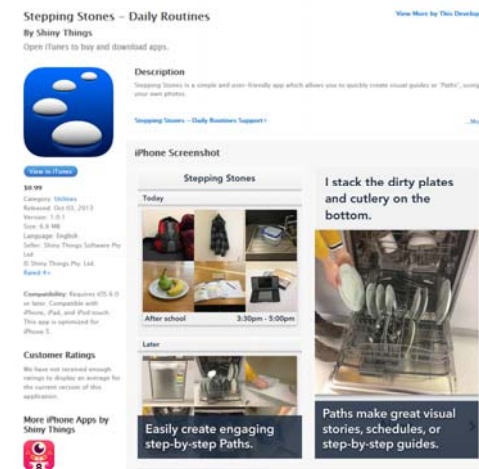 Stepping Stones – Daily Routines
View More by This Develop
By Shiny Things
Open iTunes to buy and download apps.
Description
Stepping Stones is a simple and user-friendly app which allows you to quickly create visual guides or "Paths", using
your own photos.
Stepping Stones – Daily Routines Support ›
...Mo
View in iTunes
$0.99
Category: Utilities
Released: Oct 03, 2013
Version: 1.0.1
Size: 6.6 MB
Language: English
Seller: Shiny Things Software Pty
Ltd
© Shiny Things Pty. Ltd.
Rated 4+
Compatibility: Requires iOS 6.0
or later. Compatible with
iPhone, iPad, and iPod touch.
This app is optimized for
iPhone 5.
Customer Ratings
We have not received enough
ratings to display an average for
the current version of this
application.
More iPhone Apps by
Shiny Things
iPhone Screenshot
Stepping Stones
Today
After school 3:30pm - 5:00pm
Later
Easily create engaging
step-by-step Paths.
I stack the dirty plates
and cutlery on the
bottom.
Paths make great visual
stories, schedules, or
step-by-step guides.